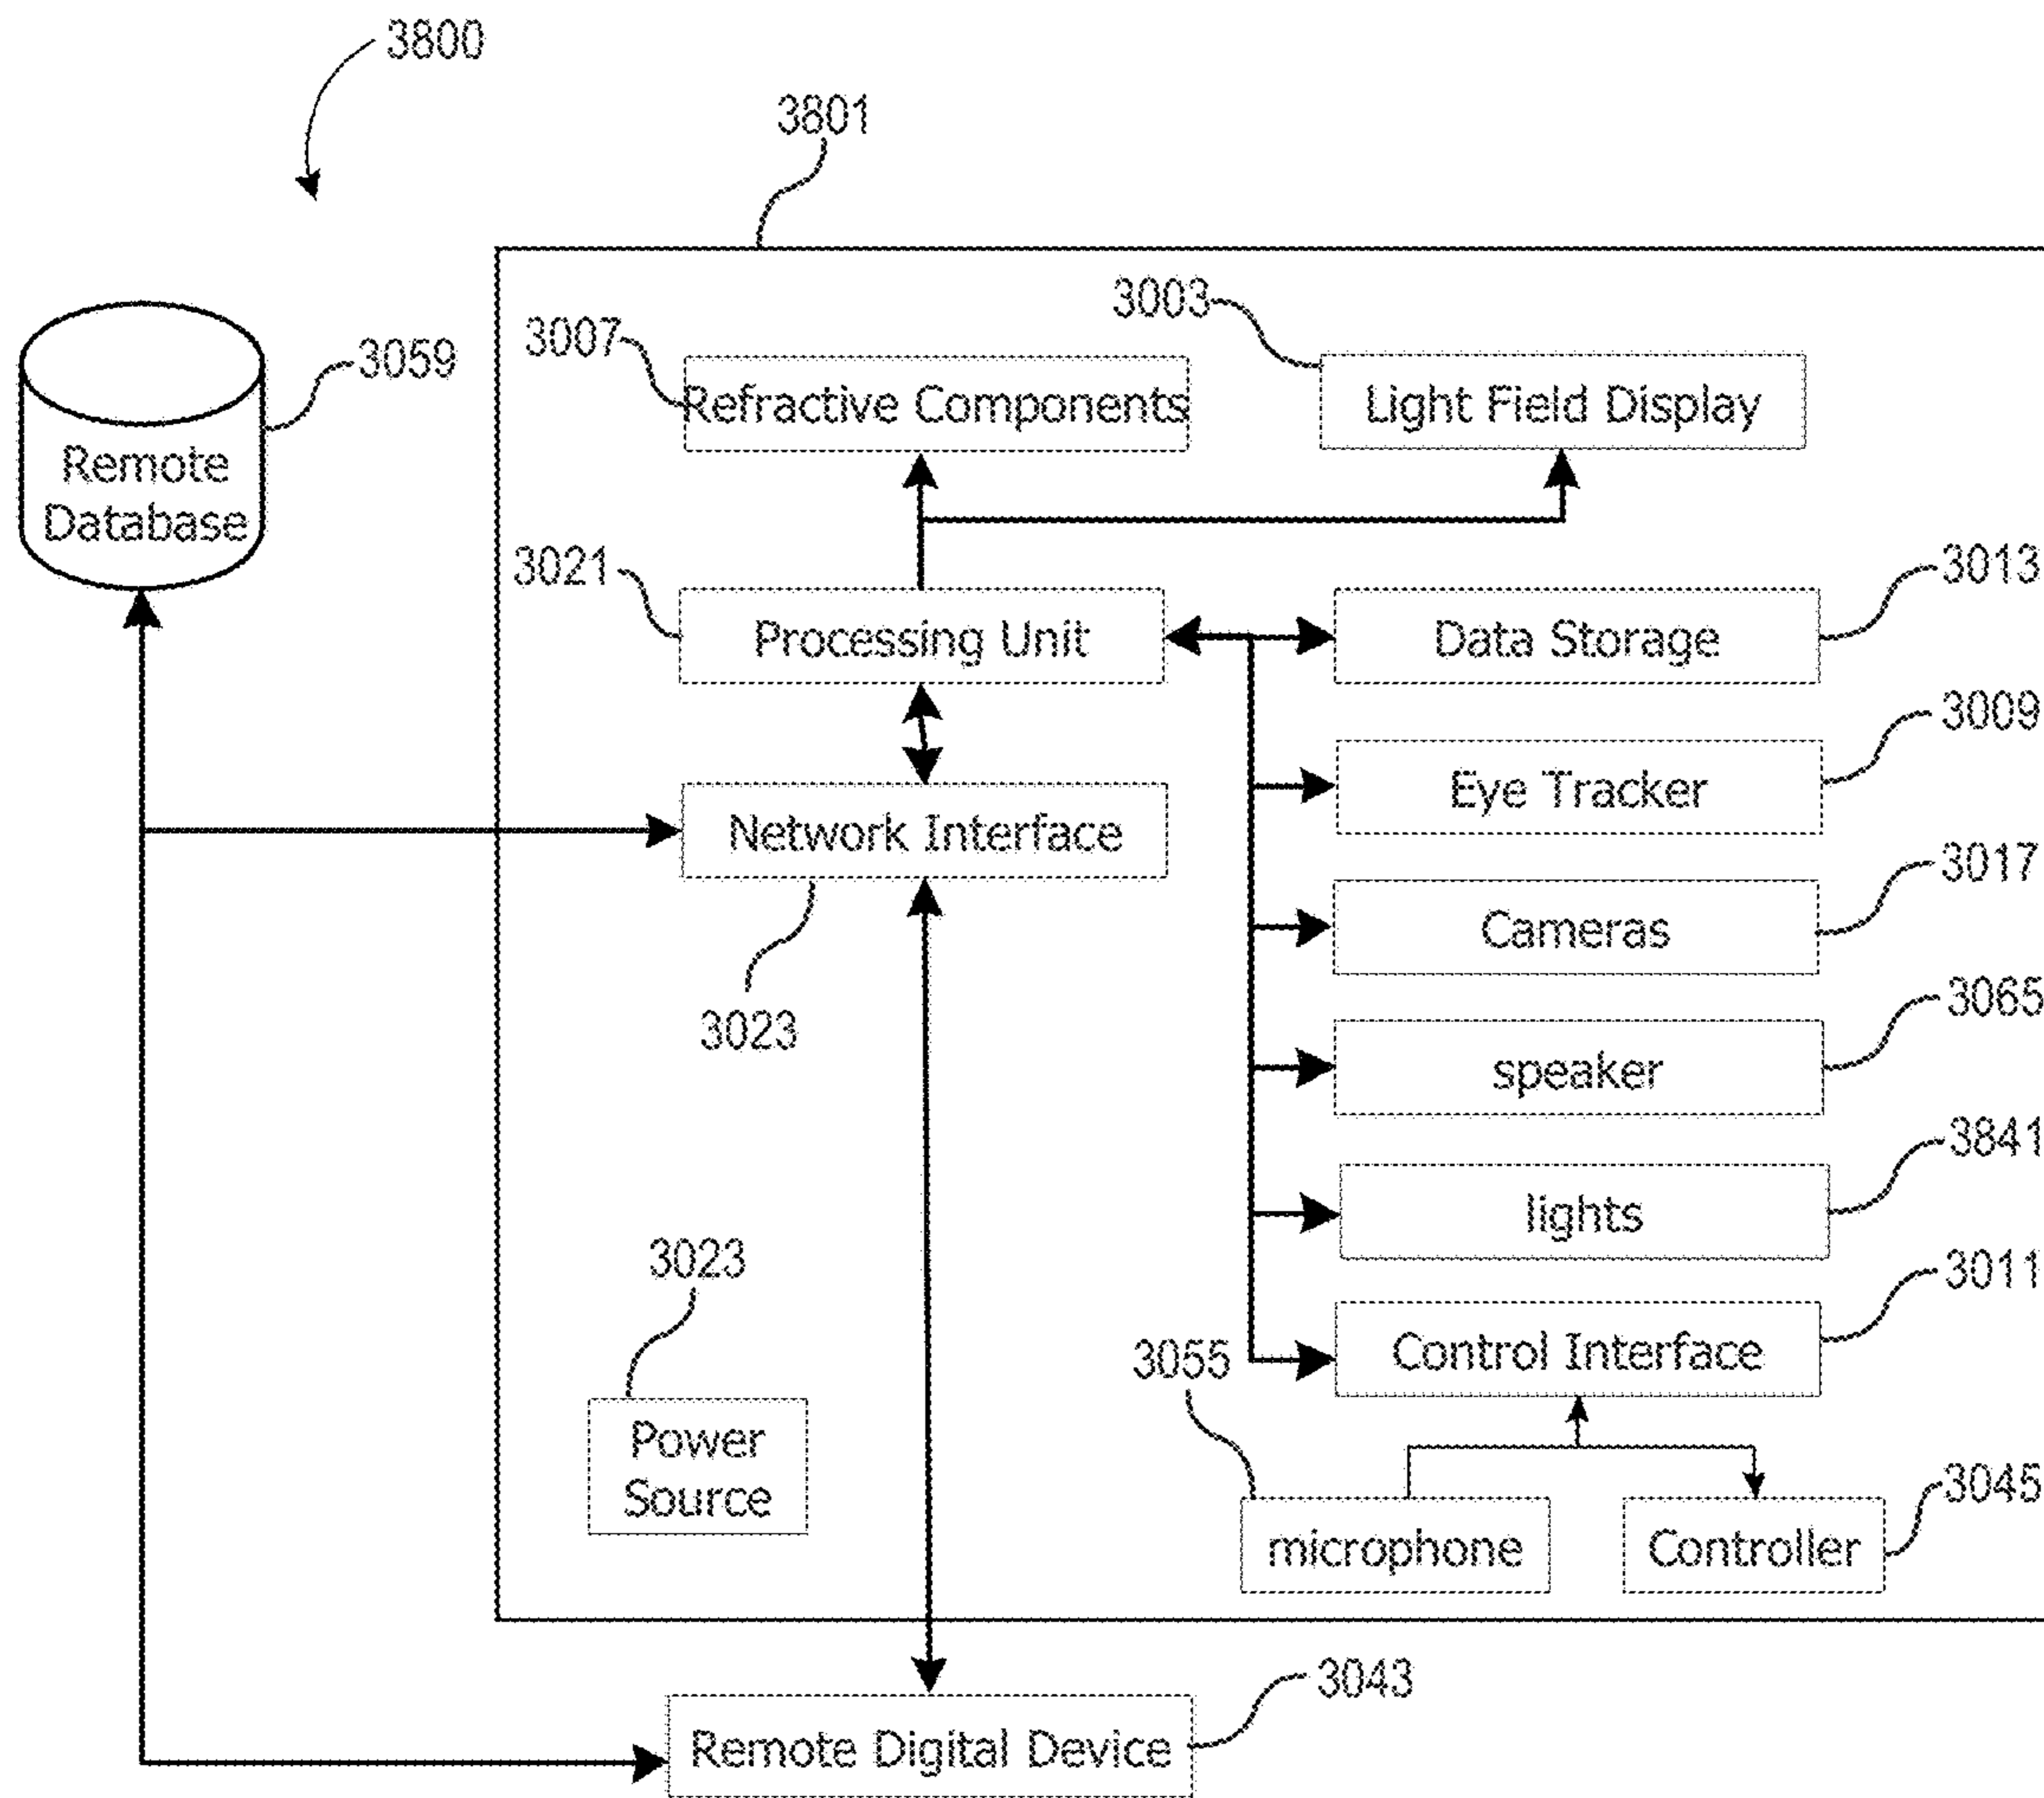 3800
3801
3003
3007
3059
Refractive Components
Light Field Display
Remote
Database
3021
3013
Processing Unit
Data Storage
3009
Eye Tracker
Network Interface
3017
Cameras
3023
3065
speaker
3841
lights
3023
3011
3055
Control Interface
Power
Source
3045
microphone
Controller
3043
Remote Digital Device